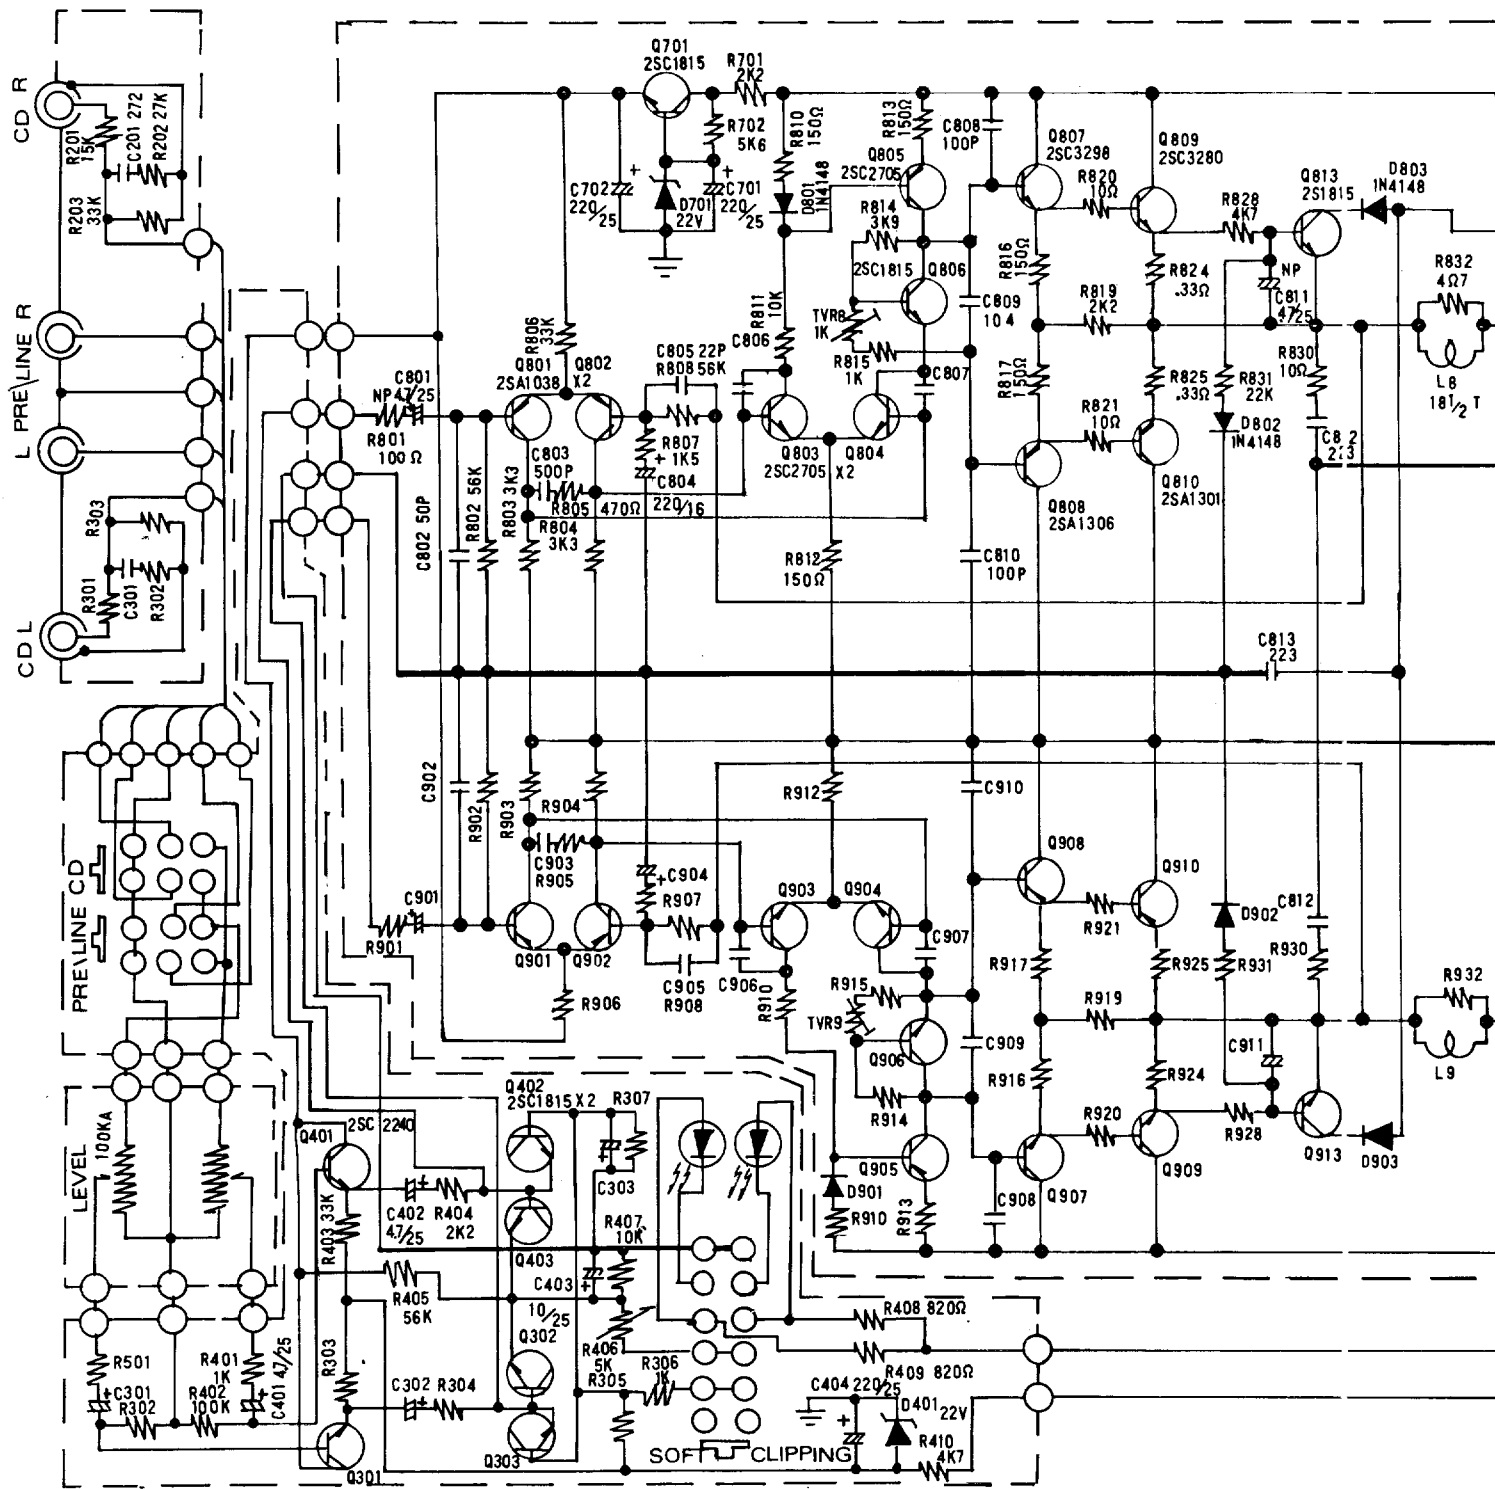 CD R
R201
15K
C201 272
R202 27K
R203
33K
L PRE\LINE R
R303
R301
C301
R302
CD L
PRE\LINE CD
LEVEL
100KA
R501
C301
R302
R401
1K
R402
100K
C401 4.7/25
Q701
2SC1815
R701
2K2
R702
5K6
C702
220/25
D701
22V
C701
220/25
R810
150Ω
D801
1N4148
R813
150Ω
Q805
2SC2705
C808
100P
Q807
2SC3298
R820
10Ω
Q809
2SC3280
R828
4K7
Q813
2S1815
D803
1N4148
R814
3K9
2SC1815
Q806
R816
150Ω
R824
.33Ω
NP
C811
47/25
R832
4Ω7
R806
33K
R811
10K
TVR8
1K
C809
104
R819
2K2
C806
R815
1K
C807
C801
NP47/25
R801
100Ω
Q801
2SA1038
Q802
X2
C805 22P
R808 56K
R817
150Ω
R825
.33Ω
R831
22K
R830
10Ω
L8
18 1/2 T
R821
10Ω
D802
1N4148
C812
223
C803
500P
R805
470Ω
R807
1K5
C804
220/16
Q803
2SC2705
Q804
X2
Q808
2SA1306
Q810
2SA1301
C802 50P
R802 56K
R803 3K3
R804
3K3
R812
150Ω
C810
100P
C813
223
C902
R902
R903
R904
R912
C910
C903
R905
C904
R907
Q903
Q904
Q908
Q910
C901
R901
Q901
Q902
R906
C905
R908
C906
R910
C907
R921
D902
C812
R917
R925
R931
R930
R915
TVR9
Q906
C909
R919
R932
L9
R916
R924
C911
R914
R920
R928
Q913
D903
Q905
D901
R910
R913
C908
Q907
Q909
Q402
2SC1815 X2
R307
Q401
2SC 2240
C303
C402
4.7/25
R404
2K2
R403 33K
Q403
R407
10K
R405
56K
C403
10/25
Q302
R406
5K
R305
R306
1K
R303
C302
R304
Q301
Q303
R408 820Ω
R409 820Ω
C404 220/25
D401
22V
R410
4K7
SOFT CLIPPING